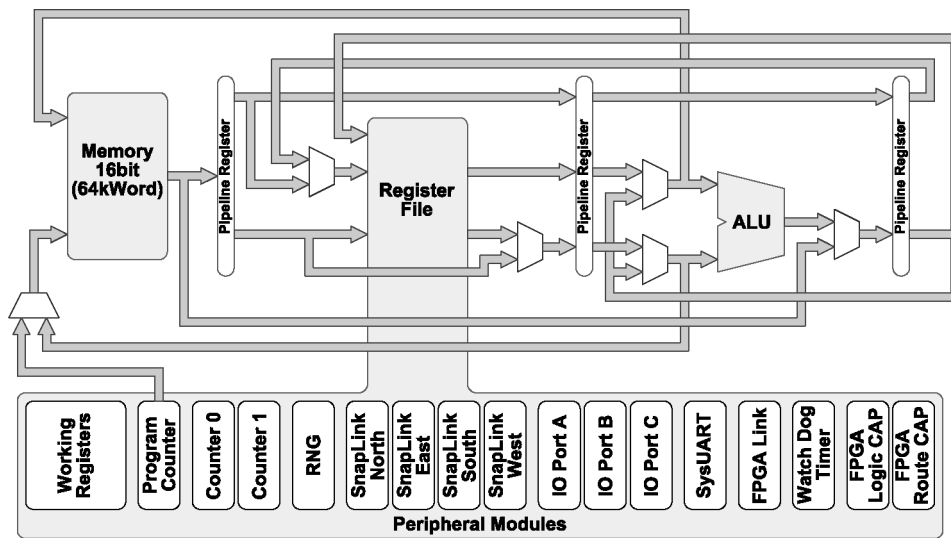 Memory
16bit
(64kWord)
Pipeline Register
Register
File
Pipeline Register
ALU
Pipeline Register
Working
Registers
Program
Counter
Counter 0
Counter 1
RNG
SnapLink
North
SnapLink
East
SnapLink
South
SnapLink
West
IO Port A
IO Port B
IO Port C
SysUART
FPGA Link
Watch Dog
Timer
FPGA
Logic CAP
FPGA
Route CAP
Peripheral Modules